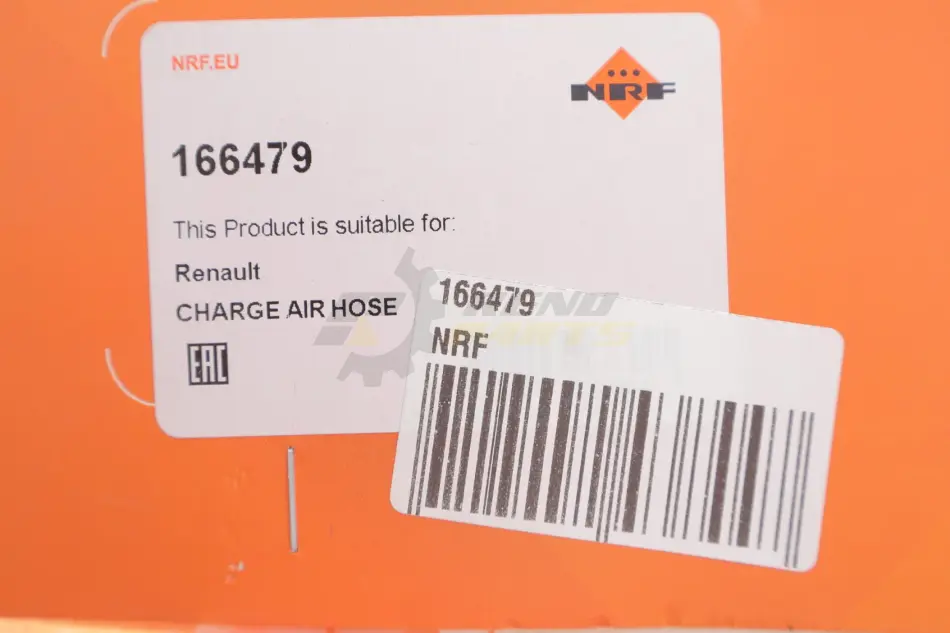 NRF.EU
NRF
166479
This Product is suitable for:
Renault
CHARGE AIR HOSE
EAC
166479
NRF